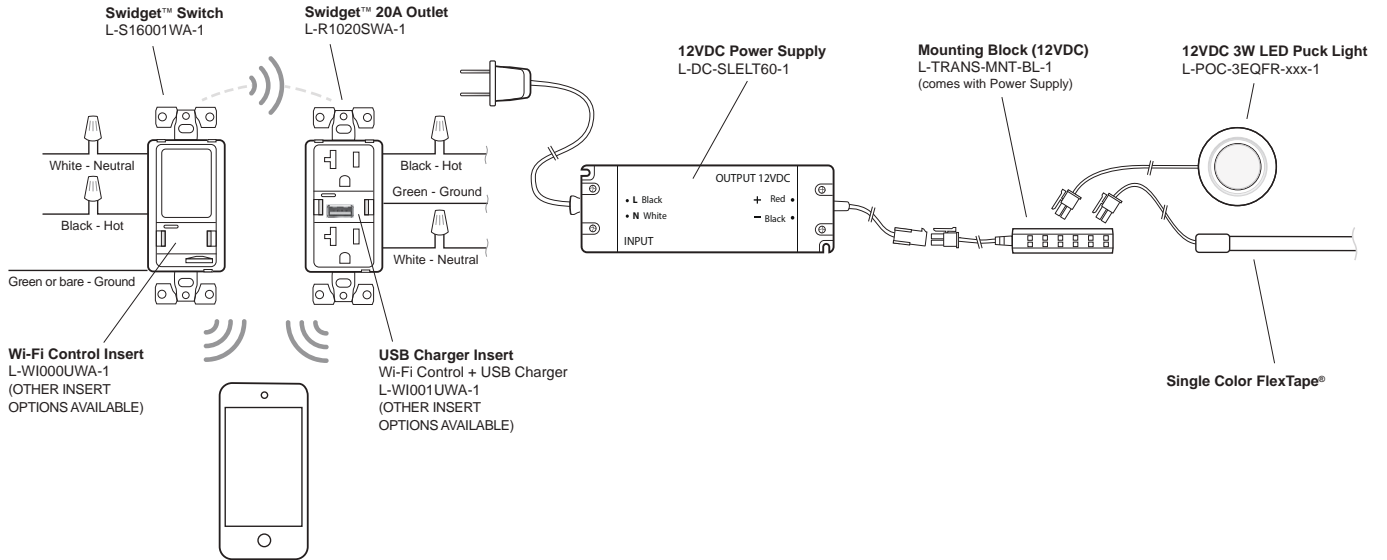 Swidget™ Switch
L-S16001WA-1
Swidget™ 20A Outlet
L-R1020SWA-1
12VDC Power Supply
L-DC-SLELT60-1
Mounting Block (12VDC)
L-TRANS-MNT-BL-1
(comes with Power Supply)
12VDC 3W LED Puck Light
L-POC-3EQFR-xxx-1
White - Neutral
Black - Hot
Green or bare - Ground
Black - Hot
Green - Ground
White - Neutral
OUTPUT 12VDC
• L Black
• N White
INPUT
+ Red •
– Black •
Wi-Fi Control Insert
L-WI000UWA-1
(OTHER INSERT
OPTIONS AVAILABLE)
USB Charger Insert
Wi-Fi Control + USB Charger
L-WI001UWA-1
(OTHER INSERT
OPTIONS AVAILABLE)
Single Color FlexTape®